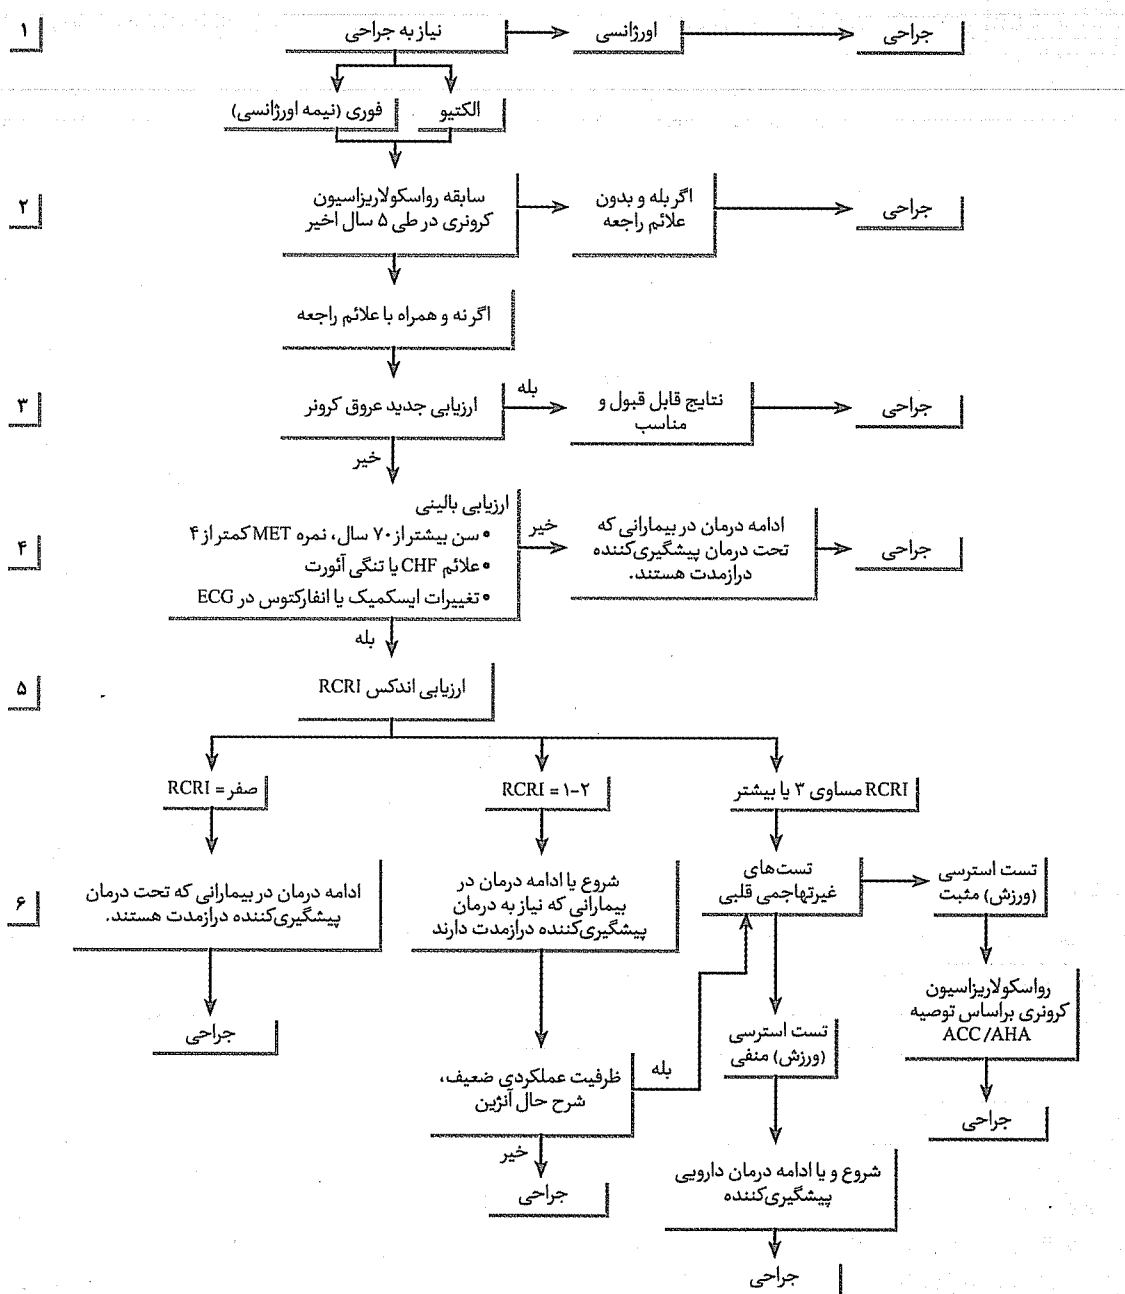 ۱
نیاز به جراحی
اورژانسی
جراحی
الکتیو
فوری (نیمه اورژانسی)
۲
سابقه رواسکولاریزاسیون
کرونری در طی ۵ سال اخیر
اگر بله و بدون
علائم راجعه
جراحی
اگر نه و همراه با علائم راجعه
۳
ارزیابی جدید عروق کرونر
بله
نتایج قابل قبول و
مناسب
جراحی
خیر
۴
ارزیابی بالینی
• سن بیشتر از ۷۰ سال، نمره MET کمتر از ۴
• علائم CHF یا تنگی آئورت
• تغییرات ایسکمیک یا انفارکتوس در ECG
خیر
ادامه درمان در بیمارانی که
تحت درمان پیشگیری‌کننده
درازمدت هستند.
جراحی
بله
۵
ارزیابی اندکس RCRI
RCRI مساوی ۳ یا بیشتر
RCRI = ۱-۲
RCRI = صفر
۶
تست استرسی
(ورزش) مثبت
تست‌های
غیرتهاجمی قلبی
شروع یا ادامه درمان در
بیمارانی که نیاز به درمان
پیشگیری‌کننده درازمدت دارند
ادامه درمان در بیمارانی که تحت درمان
پیشگیری‌کننده درازمدت هستند.
رواسکولاریزاسیون
کرونری براساس توصیه
ACC/AHA
تست استرسی
(ورزش) منفی
جراحی
بله
ظرفیت عملکردی ضعیف،
شرح حال آنژین
جراحی
خیر
جراحی
شروع و یا ادامه درمان دارویی
پیشگیری‌کننده
جراحی